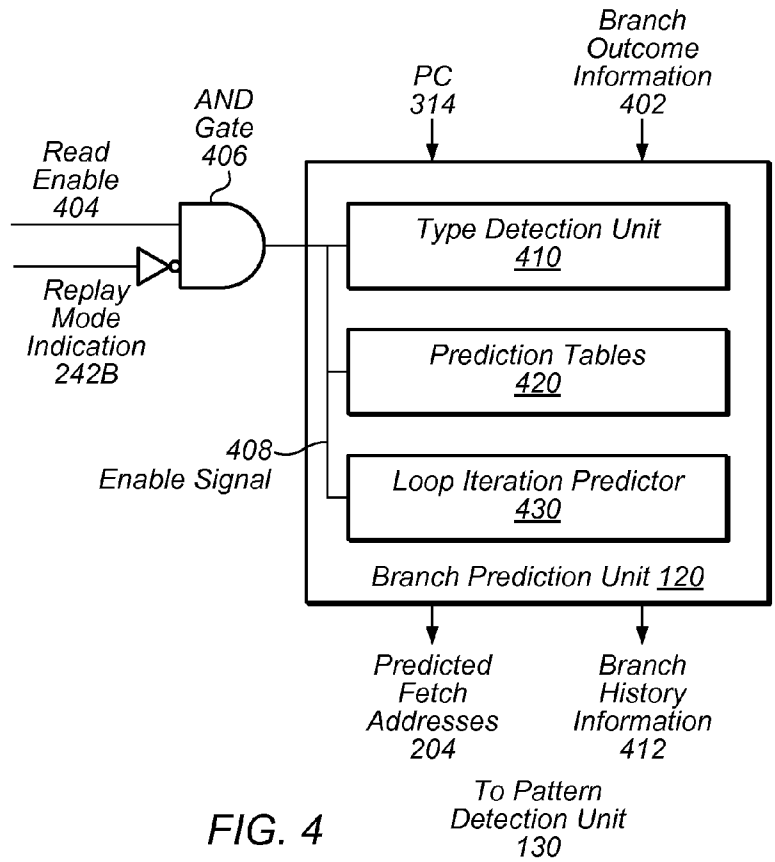 Branch
Outcome
Information
402
PC
314
AND
Gate
406
Read
Enable
404
Replay
Mode
Indication
242B
Type Detection Unit
410
Prediction Tables
420
408
Enable Signal
Loop Iteration Predictor
430
Branch Prediction Unit 120
Predicted
Fetch
Addresses
204
Branch
History
Information
412
To Pattern
Detection Unit
130
FIG. 4